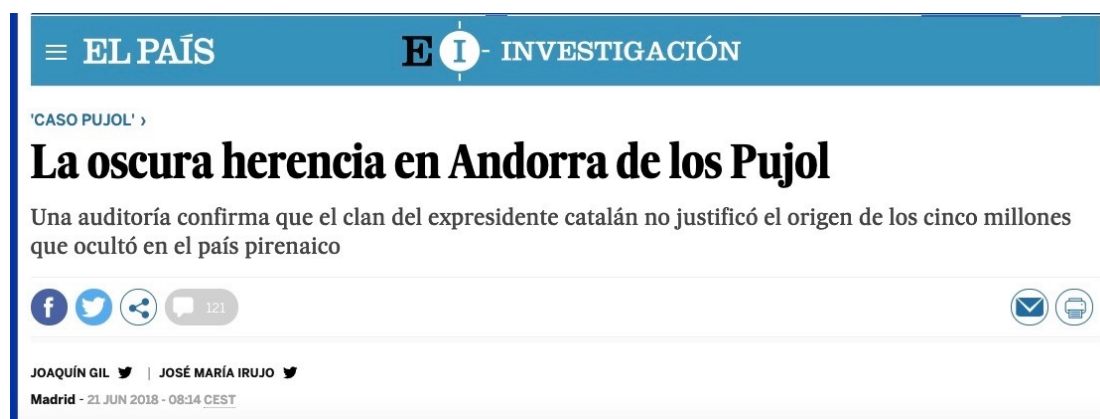 EL PAÍS
EI - INVESTIGACIÓN
'CASO PUJOL' ›
La oscura herencia en Andorra de los Pujol
Una auditoría confirma que el clan del expresidente catalán no justificó el origen de los cinco millones
que ocultó en el país pirenaico
121
JOAQUÍN GIL | JOSÉ MARÍA IRUJO
Madrid - 21 JUN 2018 - 08:14 CEST